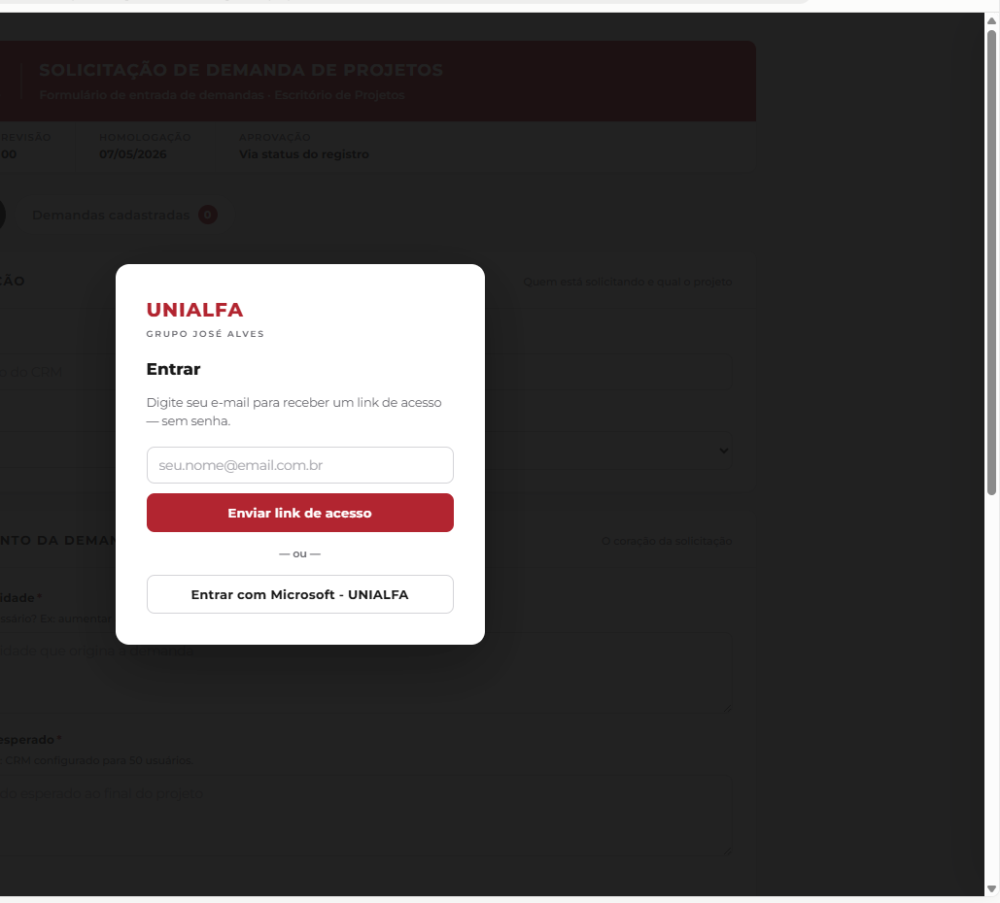 SOLICITAÇÃO DE DEMANDA DE PROJETOS
Formulário de entrada de demandas · Escritório de Projetos
REVISÃO
HOMOLOGAÇÃO
APROVAÇÃO
00
07/05/2026
Via status do registro
Demandas cadastradas 0
ÇÃO
Quem está solicitando e qual o projeto
do CRM
UNIALFA
GRUPO JOSÉ ALVES
Entrar
Digite seu e-mail para receber um link de acesso
— sem senha.
seu.nome@email.com.br
Enviar link de acesso
— ou —
Entrar com Microsoft - UNIALFA
NTO DA DEMAN
O coração da solicitação
idade *
ssário? Ex: aumentar
idade que origina a demanda
esperado *
. CRM configurado para 50 usuários.
do esperado ao final do projeto